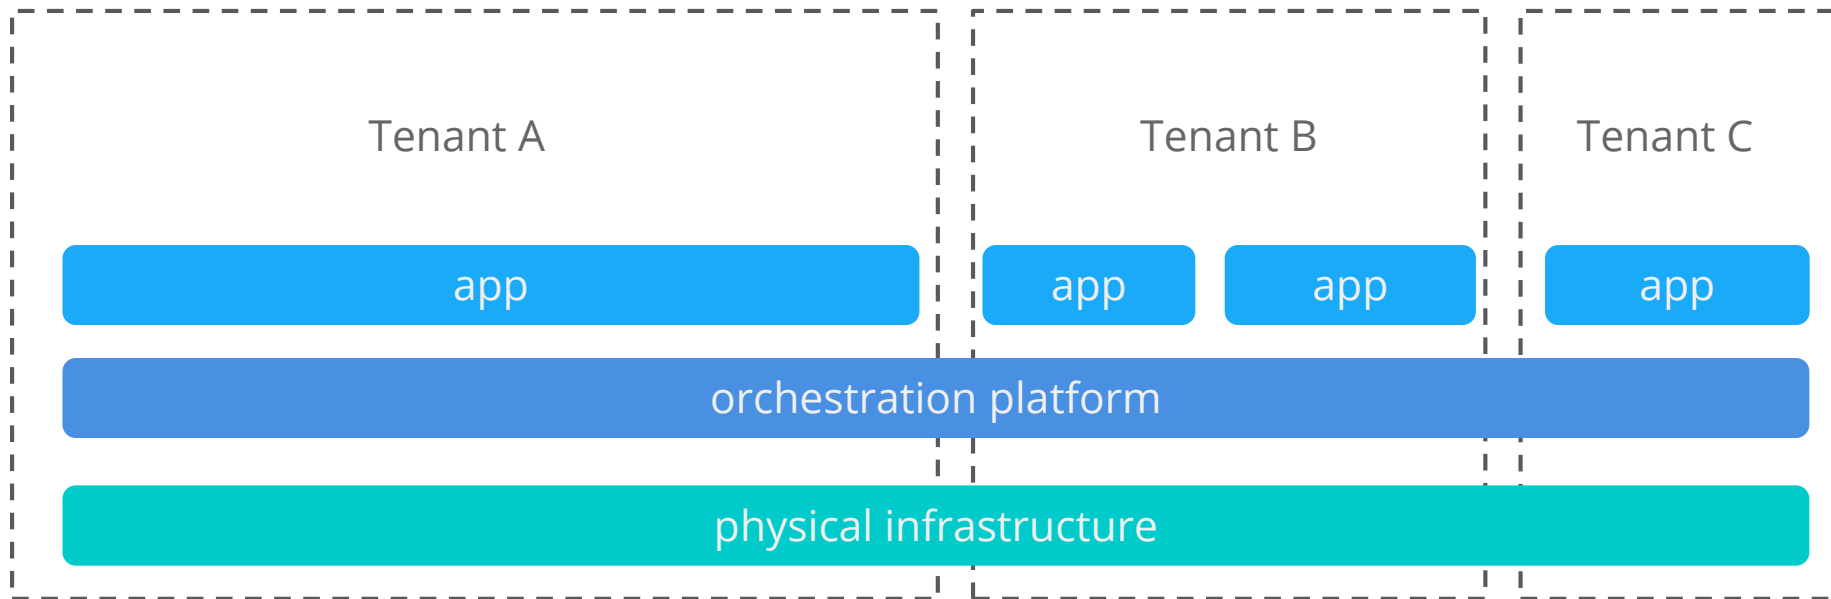 Tenant A
Tenant B
Tenant C
app
app
app
app
orchestration platform
physical infrastructure